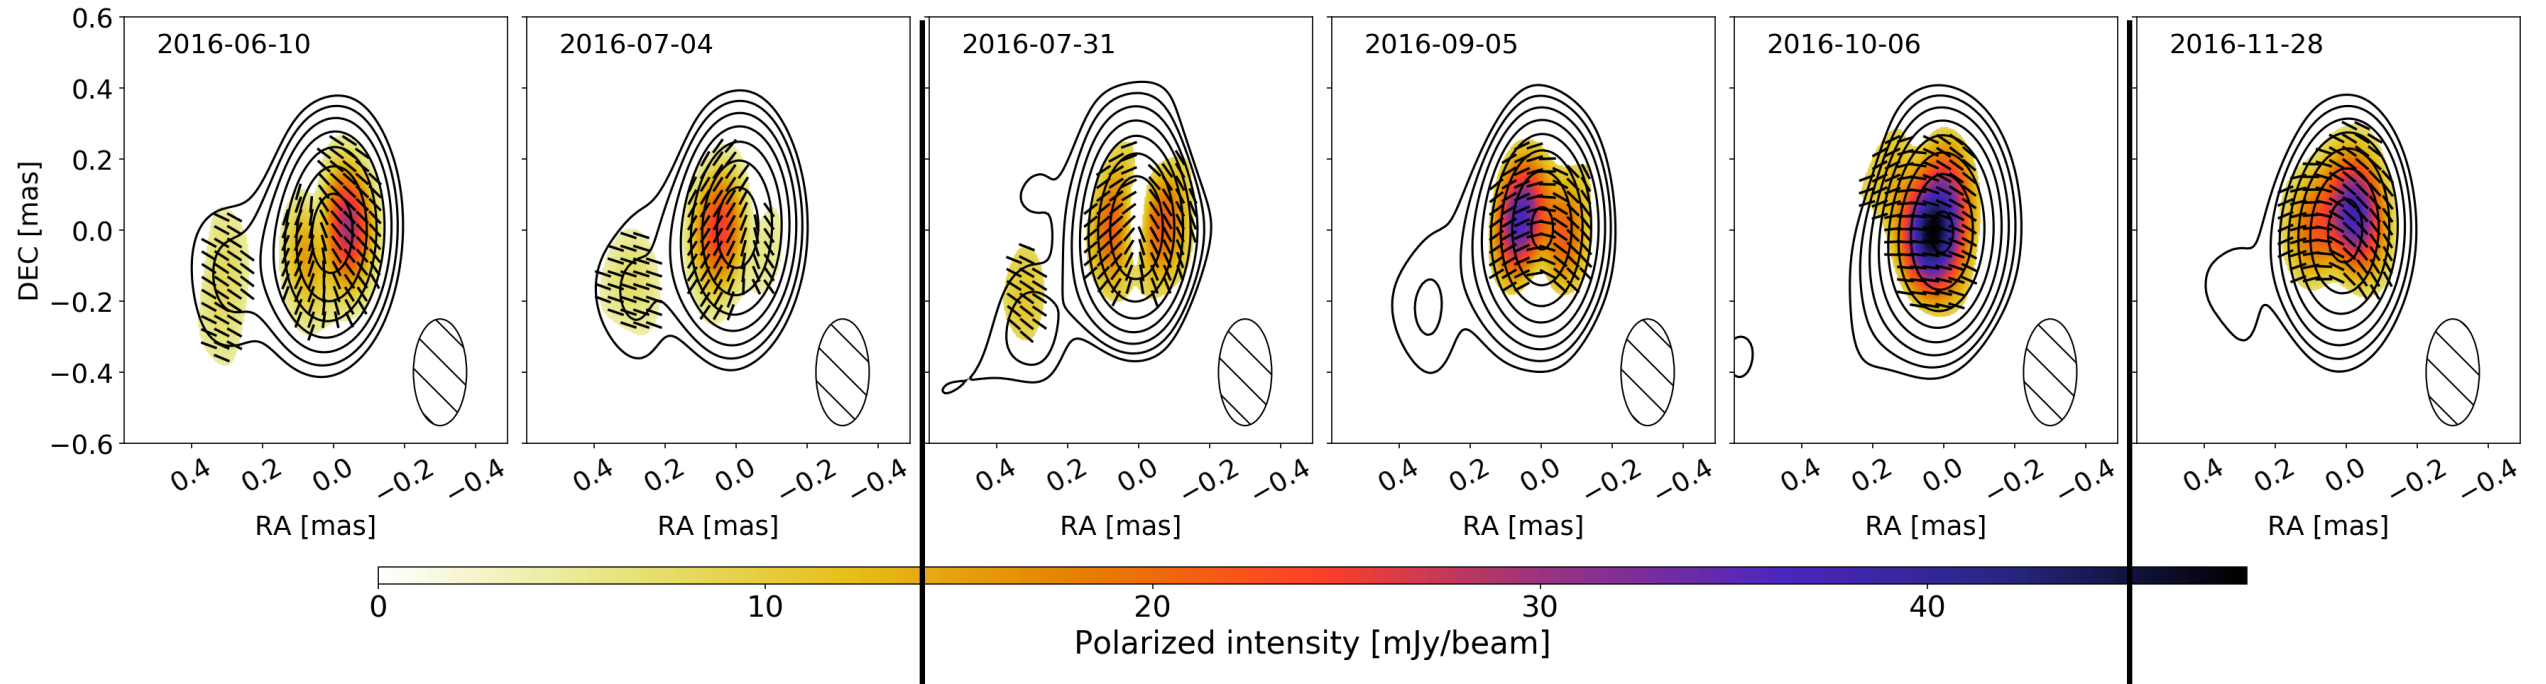 2016-06-10 2016-07-04 2016-07-31 2016-09-05 2016-10-06 2016-11-28
0.6
0.4
0.2
0.0
−0.2
−0.4
−0.6
DEC [mas]
0.4 0.2 0.0 −0.2 −0.4 0.4 0.2 0.0 −0.2 −0.4 0.4 0.2 0.0 −0.2 −0.4 0.4 0.2 0.0 −0.2 −0.4 0.4 0.2 0.0 −0.2 −0.4 0.4 0.2 0.0 −0.2 −0.4
RA [mas] RA [mas] RA [mas] RA [mas] RA [mas] RA [mas]
0 10 20 30 40
Polarized intensity [mJy/beam]